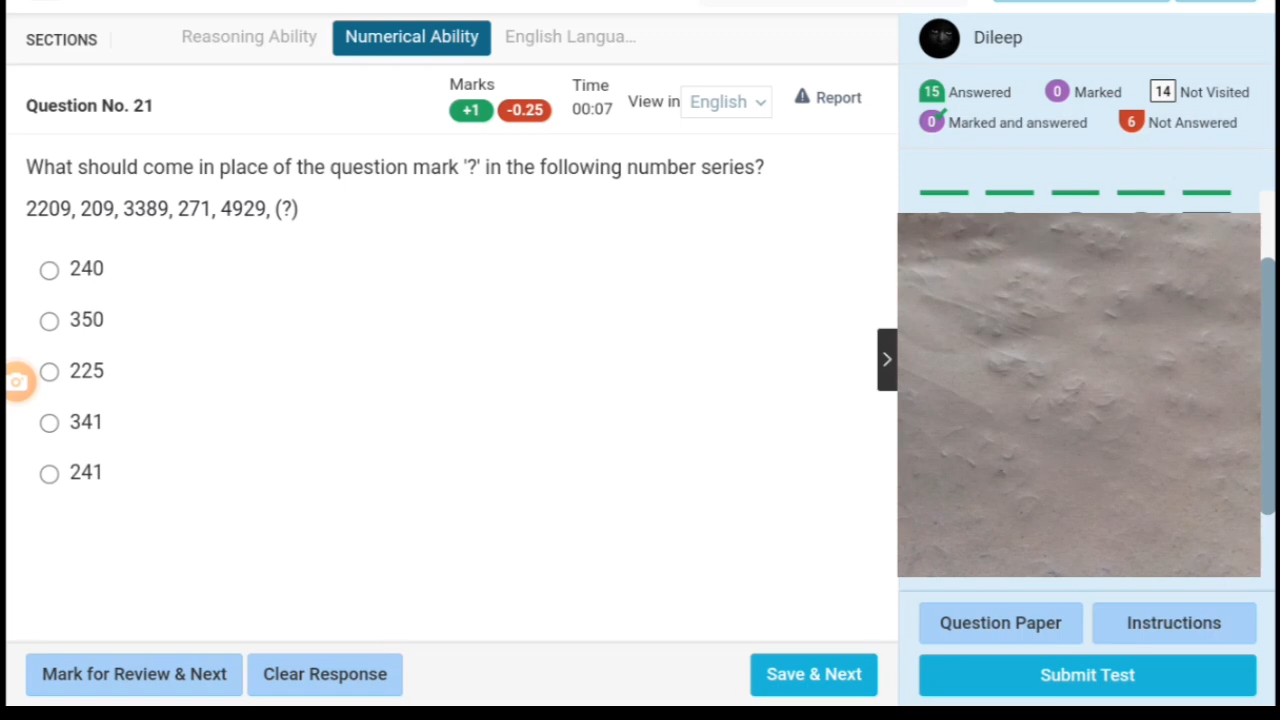 SECTIONS
Reasoning Ability
Numerical Ability
English Langua...
Dileep
Question No. 21
Marks
+1
-0.25
Time
00:07
View in
English
Report
15 Answered
0 Marked
14 Not Visited
0 Marked and answered
6 Not Answered
What should come in place of the question mark '?' in the following number series?
2209, 209, 3389, 271, 4929, (?)
240
350
225
341
241
Mark for Review & Next
Clear Response
Save & Next
Question Paper
Instructions
Submit Test